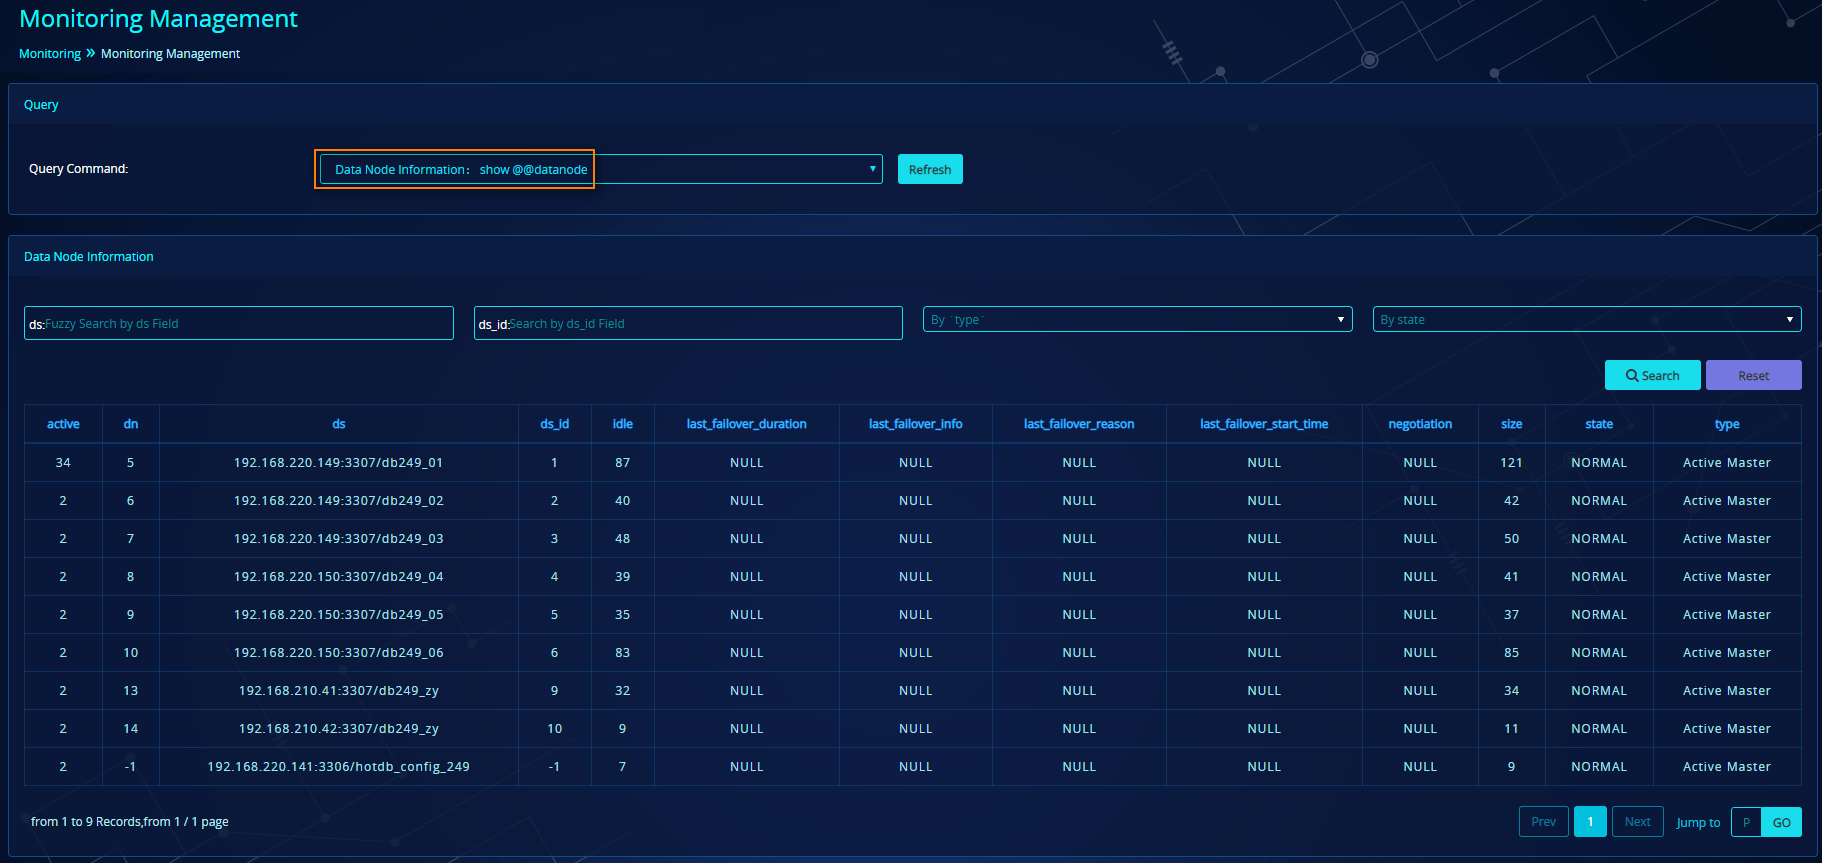 Monitoring Management
Monitoring » Monitoring Management
Query
Query Command:
Data Node Information： show @@datanode
Refresh
Data Node Information
ds:Fuzzy Search by ds Field
ds_id:Search by ds_id Field
By `type`
By state
Search
Reset
active dn ds ds_id idle last_failover_duration last_failover_info last_failover_reason last_failover_start_time negotiation size state type
34 5 192.168.220.149:3307/db249_01 1 87 NULL NULL NULL NULL NULL 121 NORMAL Active Master
2 6 192.168.220.149:3307/db249_02 2 40 NULL NULL NULL NULL NULL 42 NORMAL Active Master
2 7 192.168.220.149:3307/db249_03 3 48 NULL NULL NULL NULL NULL 50 NORMAL Active Master
2 8 192.168.220.150:3307/db249_04 4 39 NULL NULL NULL NULL NULL 41 NORMAL Active Master
2 9 192.168.220.150:3307/db249_05 5 35 NULL NULL NULL NULL NULL 37 NORMAL Active Master
2 10 192.168.220.150:3307/db249_06 6 83 NULL NULL NULL NULL NULL 85 NORMAL Active Master
2 13 192.168.210.41:3307/db249_zy 9 32 NULL NULL NULL NULL NULL 34 NORMAL Active Master
2 14 192.168.210.42:3307/db249_zy 10 9 NULL NULL NULL NULL NULL 11 NORMAL Active Master
2 -1 192.168.220.141:3306/hotdb_config_249 -1 7 NULL NULL NULL NULL NULL 9 NORMAL Active Master
from 1 to 9 Records,from 1 / 1 page
Prev 1 Next Jump to P GO